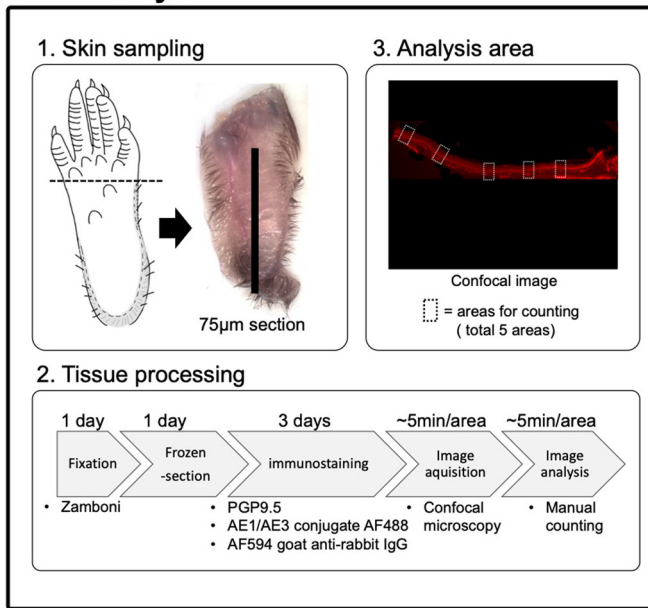 1. Skin sampling
75µm section
3. Analysis area
Confocal image
= areas for counting
( total 5 areas)
2. Tissue processing
1 day
1 day
3 days
~5min/area
~5min/area
Fixation
Frozen
-section
immunostaining
Image
aquisition
Image
analysis
• Zamboni
• PGP9.5
• AE1/AE3 conjugate AF488
• AF594 goat anti-rabbit IgG
• Confocal
microscopy
• Manual
counting